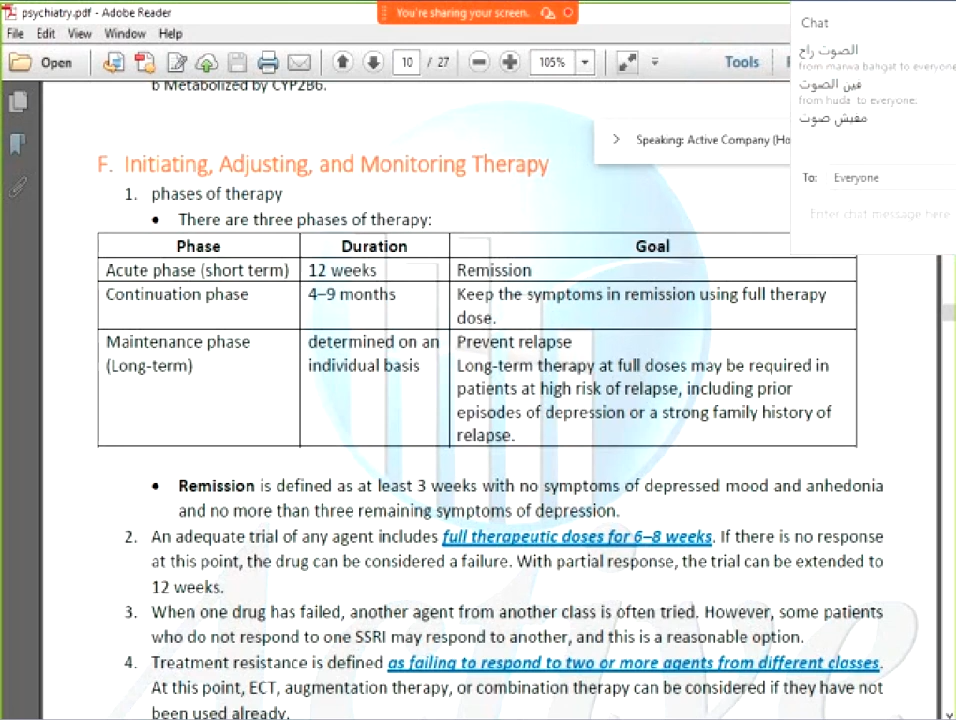 psychiatry.pdf - Adobe Reader
You're sharing your screen.
File Edit View Window Help
Open 10 / 27 105% Tools
b Metabolized by CYP2B6.
Chat
الصوت راح
from marwa bahgat to everyone
فين الصوت
from huda to everyone:
مفيش صوت
Speaking: Active Company (Ho
To: Everyone
Enter chat message here
F. Initiating, Adjusting, and Monitoring Therapy
1. phases of therapy
• There are three phases of therapy:
Phase Duration Goal
Acute phase (short term) 12 weeks Remission
Continuation phase 4–9 months Keep the symptoms in remission using full therapy
dose.
Maintenance phase determined on an Prevent relapse
(Long-term) individual basis Long-term therapy at full doses may be required in
patients at high risk of relapse, including prior
episodes of depression or a strong family history of
relapse.
• Remission is defined as at least 3 weeks with no symptoms of depressed mood and anhedonia
and no more than three remaining symptoms of depression.
2. An adequate trial of any agent includes full therapeutic doses for 6–8 weeks. If there is no response
at this point, the drug can be considered a failure. With partial response, the trial can be extended to
12 weeks.
3. When one drug has failed, another agent from another class is often tried. However, some patients
who do not respond to one SSRI may respond to another, and this is a reasonable option.
4. Treatment resistance is defined as failing to respond to two or more agents from different classes.
At this point, ECT, augmentation therapy, or combination therapy can be considered if they have not
been used already.
Active